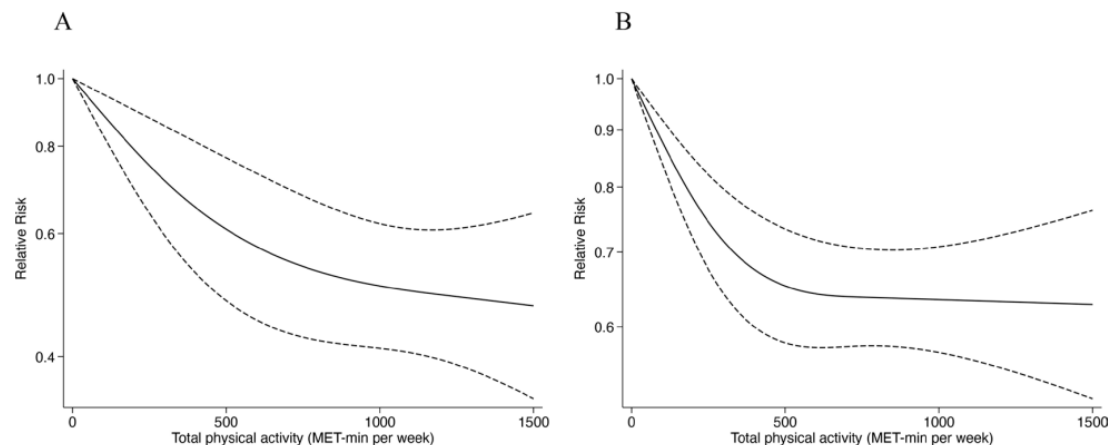 A
1.0
0.8
0.6
0.4
Relative Risk
0
500
1000
1500
Total physical activity (MET-min per week)
B
1.0
0.9
0.8
0.7
0.6
Relative Risk
0
500
1000
1500
Total physical activity (MET-min per week)